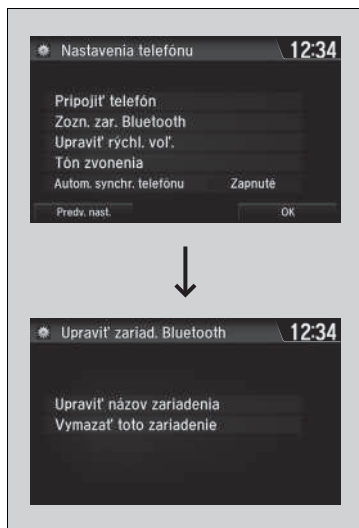 Nastavenia telefónu 12:34
Pripojiť telefón
Zozn. zar. Bluetooth
Upraviť rýchl. voľ.
Tón zvonenia
Autom. synchr. telefónu Zapnuté
Predv. nast. OK
Upraviť zariad. Bluetooth 12:34
Upraviť názov zariadenia
Vymazať toto zariadenie